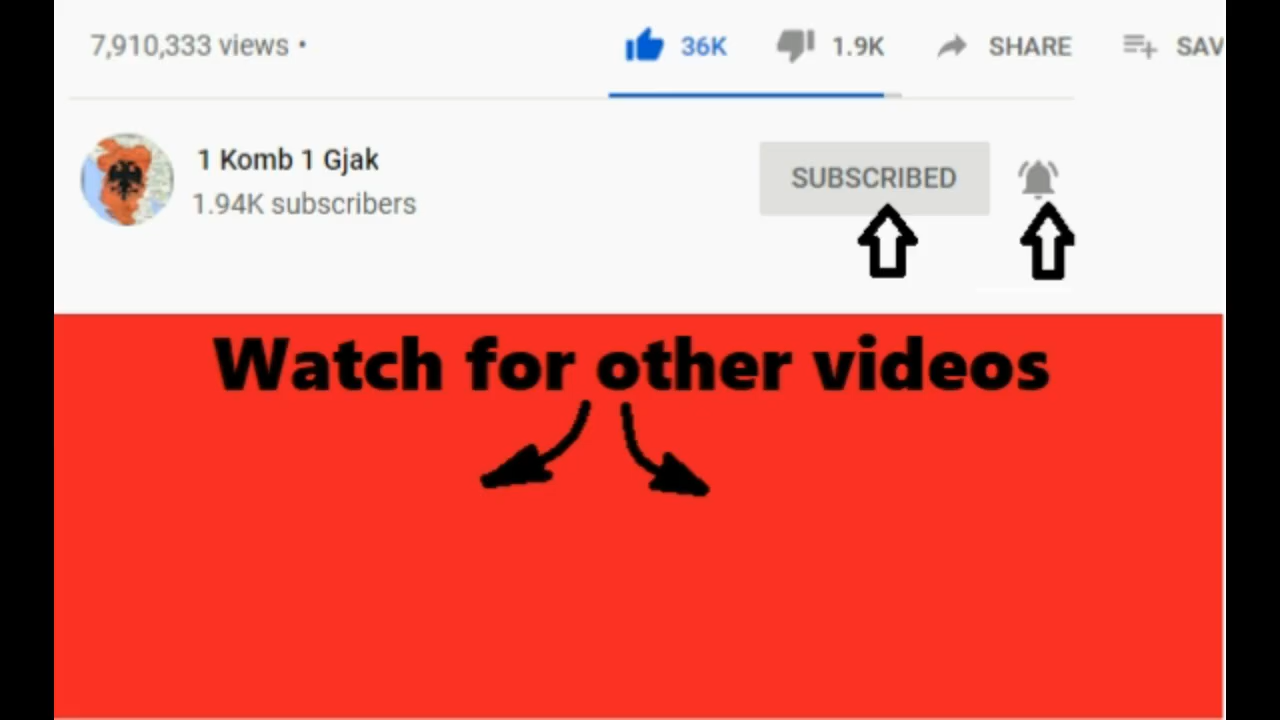 7,910,333 views •
36K
1.9K
SHARE
SAV
1 Komb 1 Gjak
1.94K subscribers
SUBSCRIBED
Watch for other videos